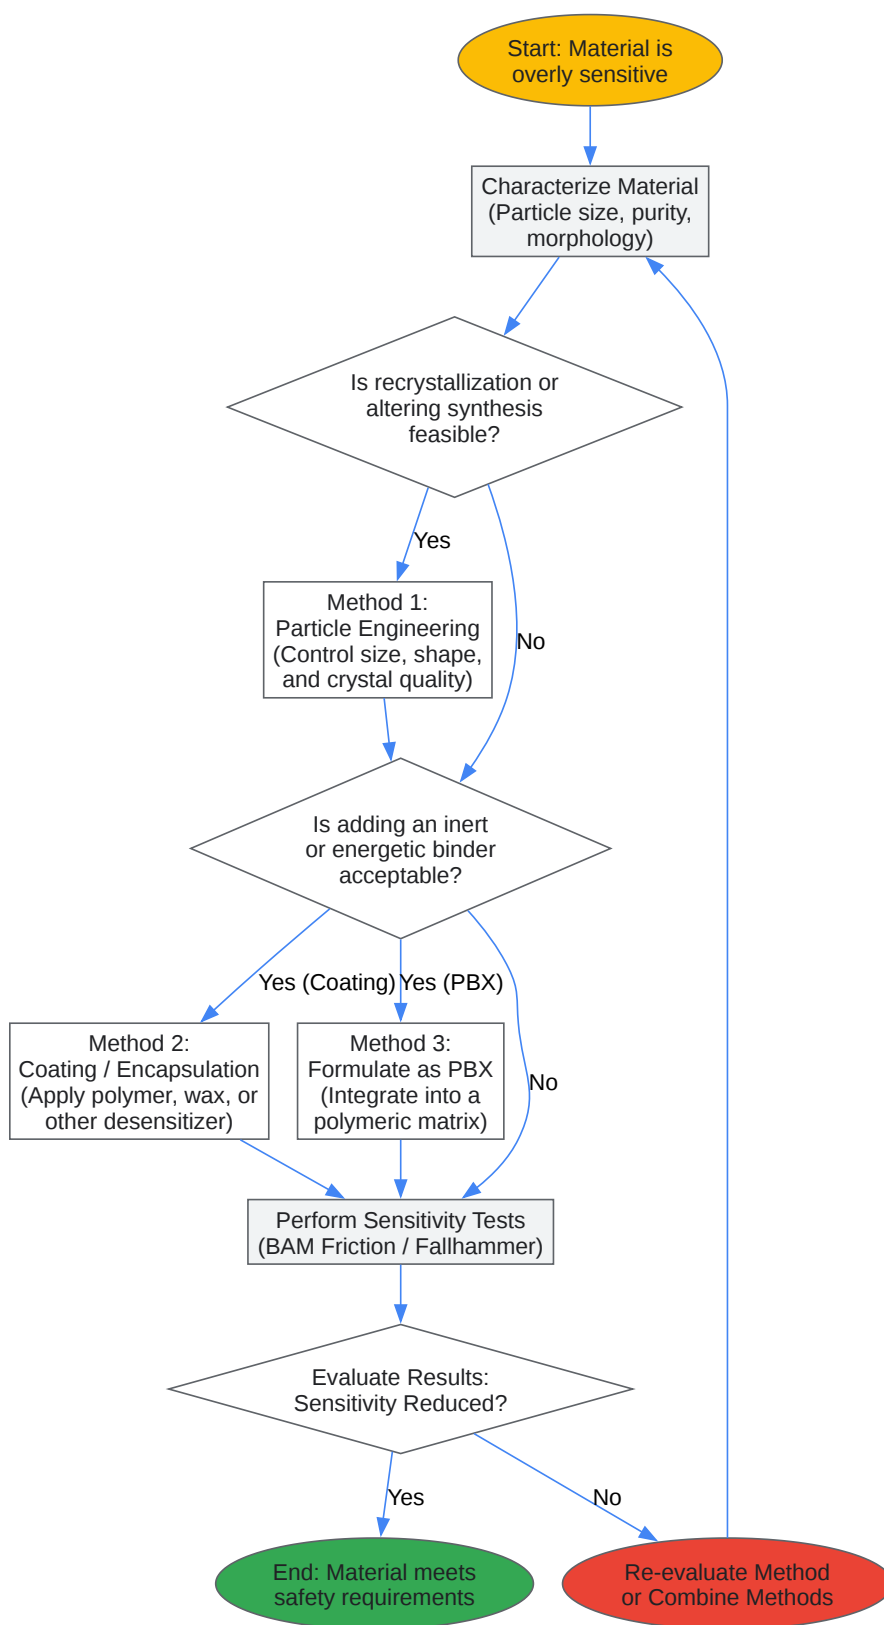 Start: Material is
overly sensitive
Characterize Material
(Particle size, purity,
morphology)
Is recrystallization or
altering synthesis
feasible?
Yes
Method 1:
Particle Engineering
(Control size, shape,
and crystal quality)
No
Is adding an inert
or energetic binder
acceptable?
Yes (Coating)
Yes (PBX)
Method 2:
Coating / Encapsulation
(Apply polymer, wax, or
other desensitizer)
Method 3:
Formulate as PBX
(Integrate into a
polymeric matrix)
No
Perform Sensitivity Tests
(BAM Friction / Fallhammer)
Evaluate Results:
Sensitivity Reduced?
Yes
No
End: Material meets
safety requirements
Re-evaluate Method
or Combine Methods